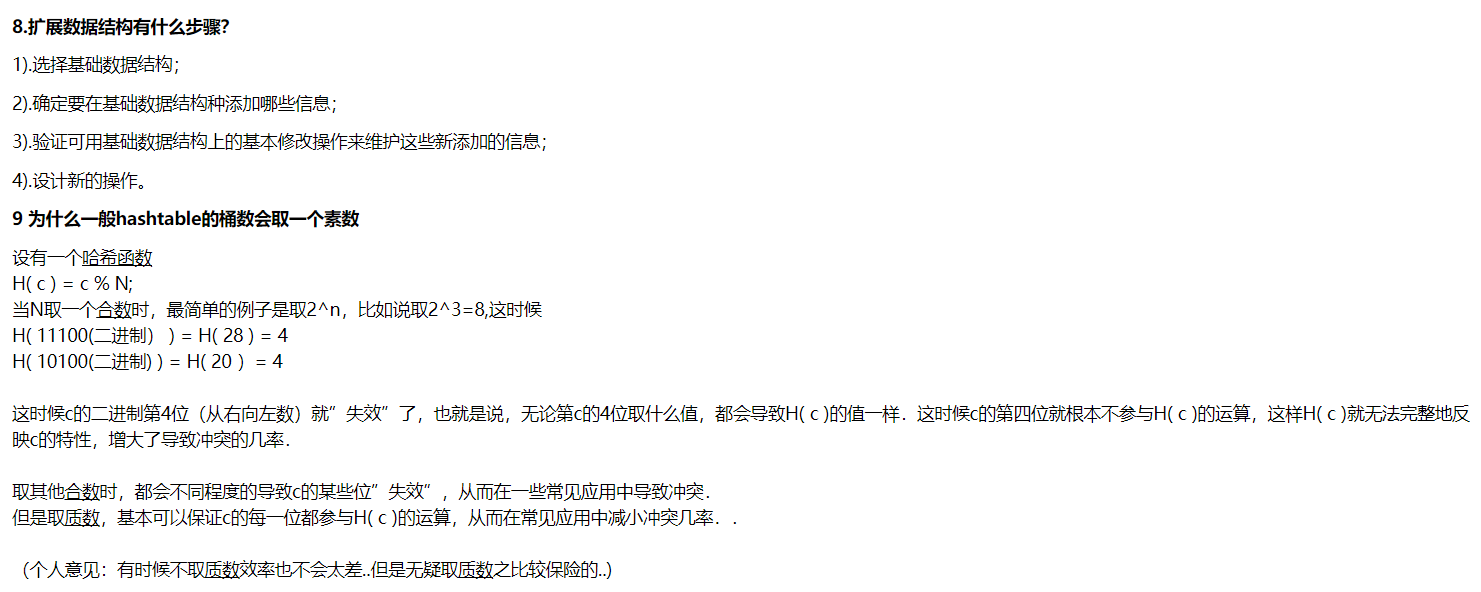 8.扩展数据结构有什么步骤?
1).选择基础数据结构;
2).确定要在基础数据结构种添加哪些信息;
3).验证可用基础数据结构上的基本修改操作来维护这些新添加的信息;
4).设计新的操作。
9 为什么一般hashtable的桶数会取一个素数
设有一个哈希函数
H( c ) = c % N;
当N取一个合数时，最简单的例子是取2^n，比如说取2^3=8,这时候
H( 11100(二进制） ) = H( 28 ) = 4
H( 10100(二进制) ) = H( 20 ）= 4
这时候c的二进制第4位（从右向左数）就”失效”了，也就是说，无论第c的4位取什么值，都会导致H( c )的值一样．这时候c的第四位就根本不参与H( c )的运算，这样H( c )就无法完整地反
映c的特性，增大了导致冲突的几率．
取其他合数时，都会不同程度的导致c的某些位”失效”，从而在一些常见应用中导致冲突．
但是取质数，基本可以保证c的每一位都参与H( c )的运算，从而在常见应用中减小冲突几率．．
（个人意见：有时候不取质数效率也不会太差..但是无疑取质数之比较保险的..)